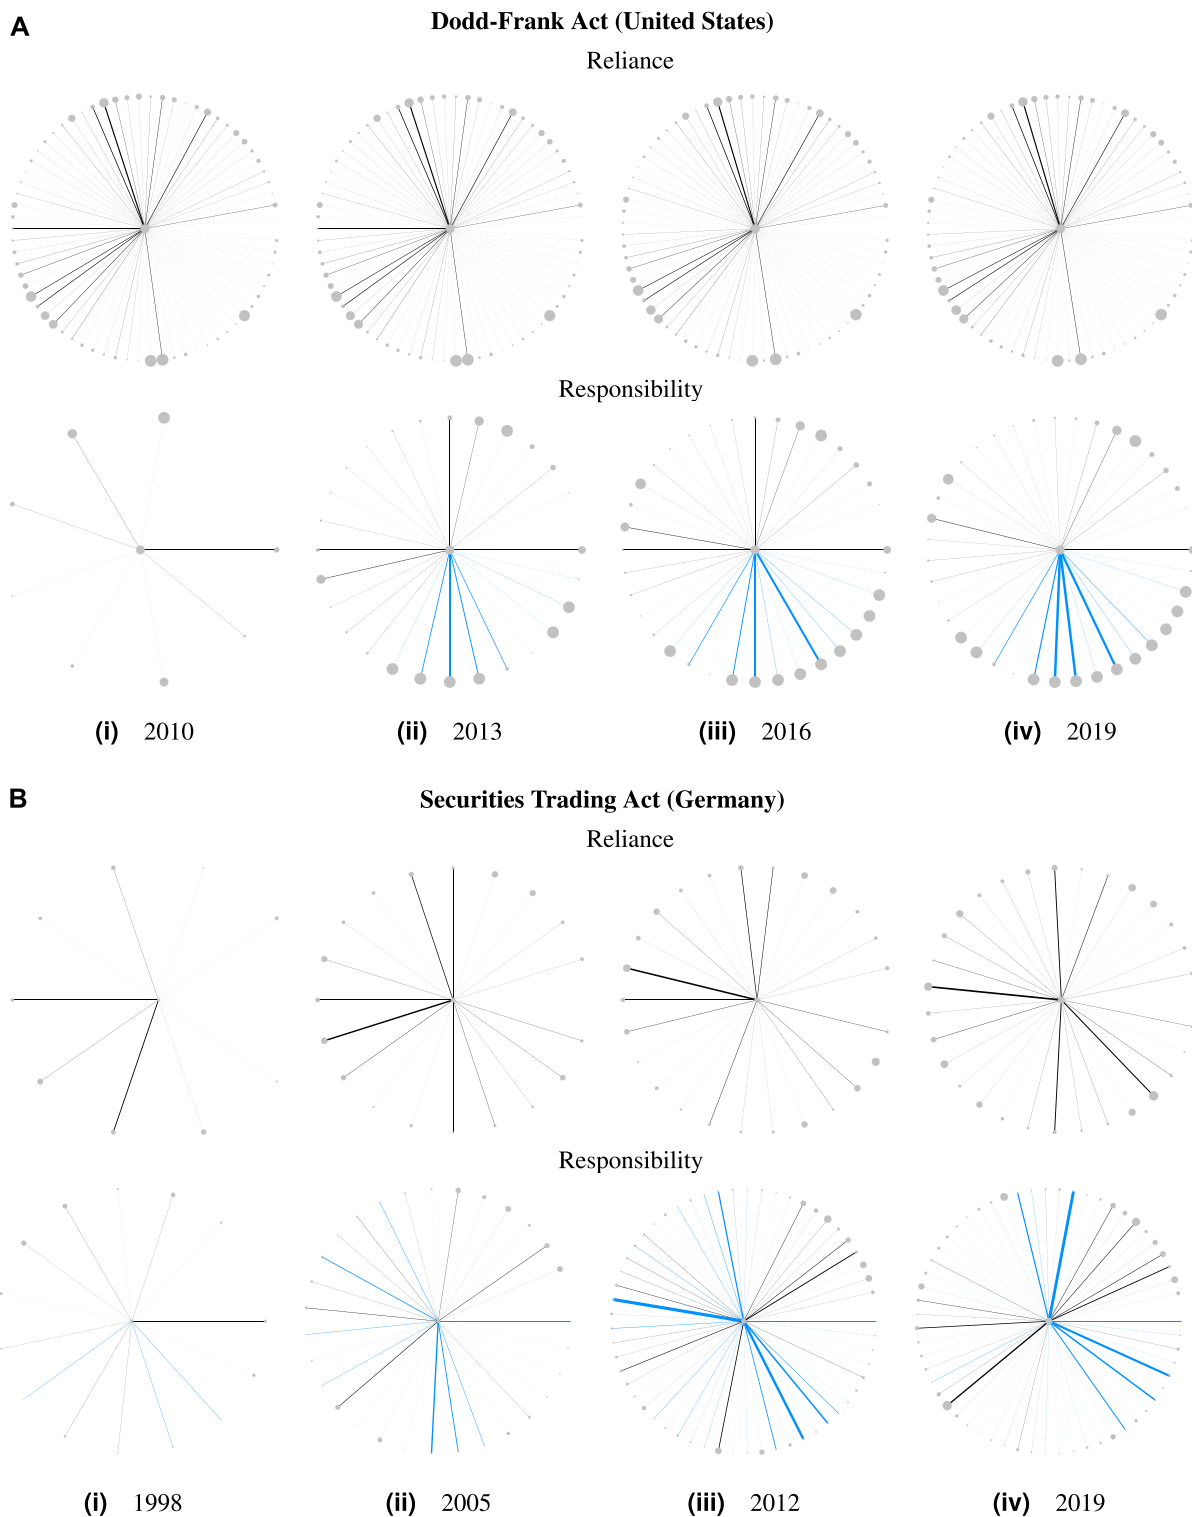 A
Dodd-Frank Act (United States)
Reliance
Responsibility
(i) 2010
(ii) 2013
(iii) 2016
(iv) 2019
B
Securities Trading Act (Germany)
Reliance
Responsibility
(i) 1998
(ii) 2005
(iii) 2012
(iv) 2019